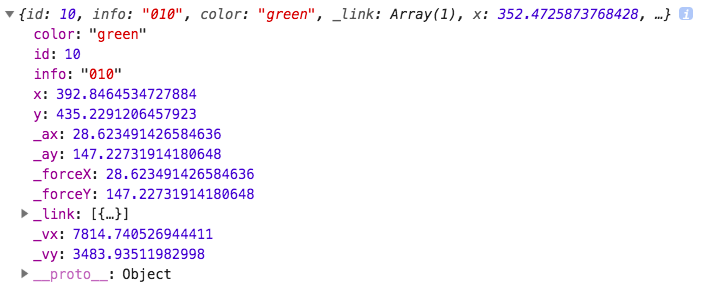 ▼{id: 10, info: "010", color: "green", _link: Array(1), x: 352.4725873768428, …} i
color: "green"
id: 10
info: "010"
x: 392.8464534727884
y: 435.2291206457923
_ax: 28.623491426584636
_ay: 147.22731914180648
_forceX: 28.623491426584636
_forceY: 147.22731914180648
▶_link: [{…}]
_vx: 7814.740526944411
_vy: 3483.93511982998
▶__proto__: Object